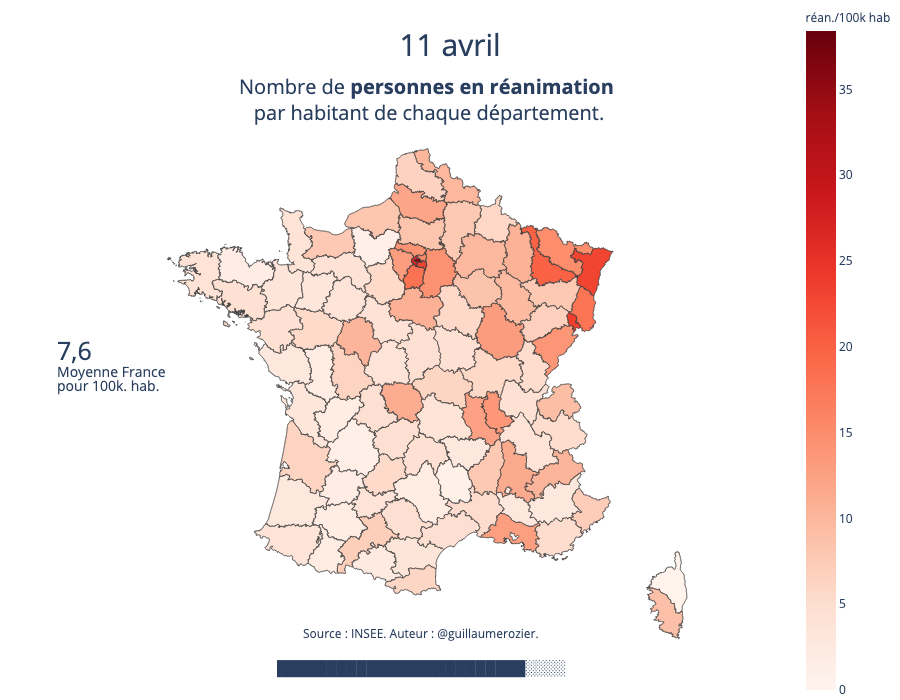 réan./100k hab
11 avril
Nombre de personnes en réanimation
par habitant de chaque département.
35
30
25
20
15
10
5
0
7,6
Moyenne France
pour 100k. hab.
Source : INSEE. Auteur : @guillaumerozier.